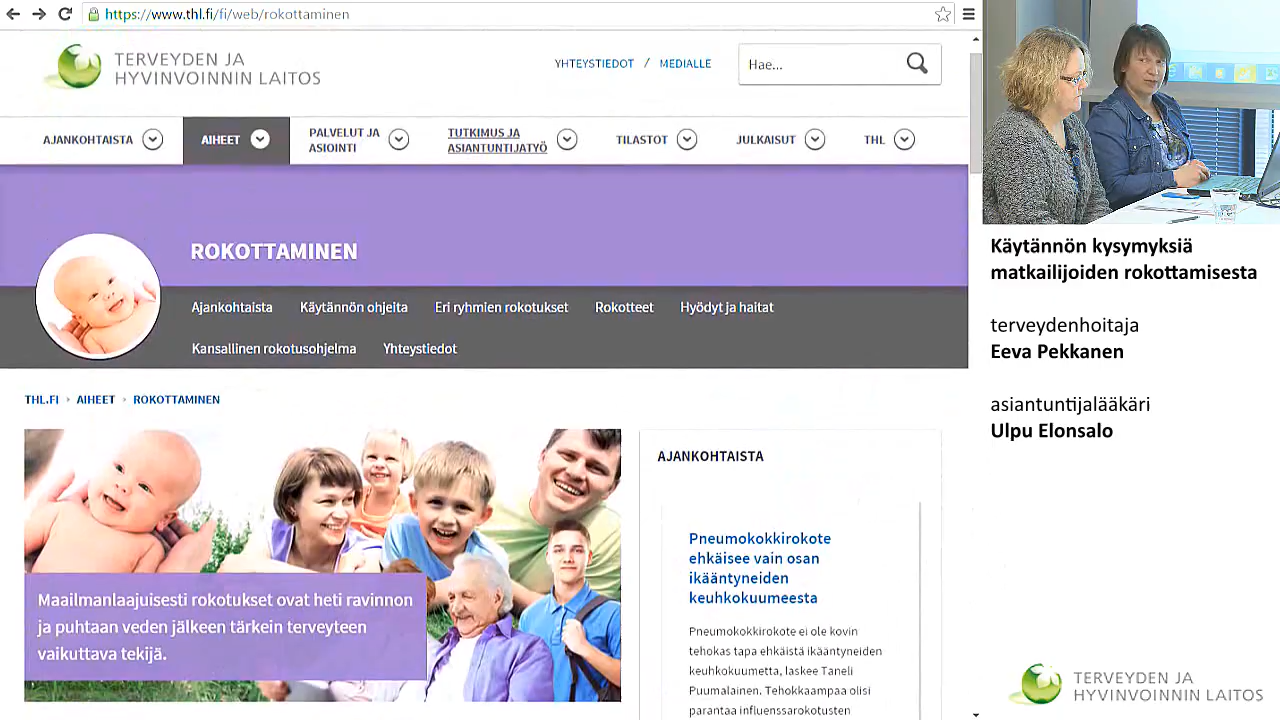 https://www.thl.fi/fi/web/rokottaminen
TERVEYDEN JA
HYVINVOINNIN LAITOS
YHTEYSTIEDOT / MEDIALLE
Hae...
AJANKOHTAISTA
AIHEET
PALVELUT JA
ASIOINTI
TUTKIMUS JA
ASIANTUNTIJATYÖ
TILASTOT
JULKAISUT
THL
ROKOTTAMINEN
Ajankohtaista
Käytännön ohjeita
Eri ryhmien rokotukset
Rokotteet
Hyödyt ja haitat
Kansallinen rokotusohjelma
Yhteystiedot
THL.FI › AIHEET › ROKOTTAMINEN
Maailmanlaajuisesti rokotukset ovat heti ravinnon
ja puhtaan veden jälkeen tärkein terveyteen
vaikuttava tekijä.
AJANKOHTAISTA
Pneumokokkirokote
ehkäisee vain osan
ikääntyneiden
keuhkokuumeesta
Pneumokokkirokote ei ole kovin
tehokas tapa ehkäistä ikääntyneiden
keuhkokuumetta, laskee Taneli
Puumalainen. Tehokkaampaa olisi
parantaa influenssarokotusten
Käytännön kysymyksiä
matkailijoiden rokottamisesta
terveydenhoitaja
Eeva Pekkanen
asiantuntijalääkäri
Ulpu Elonsalo
TERVEYDEN JA
HYVINVOINNIN LAITOS